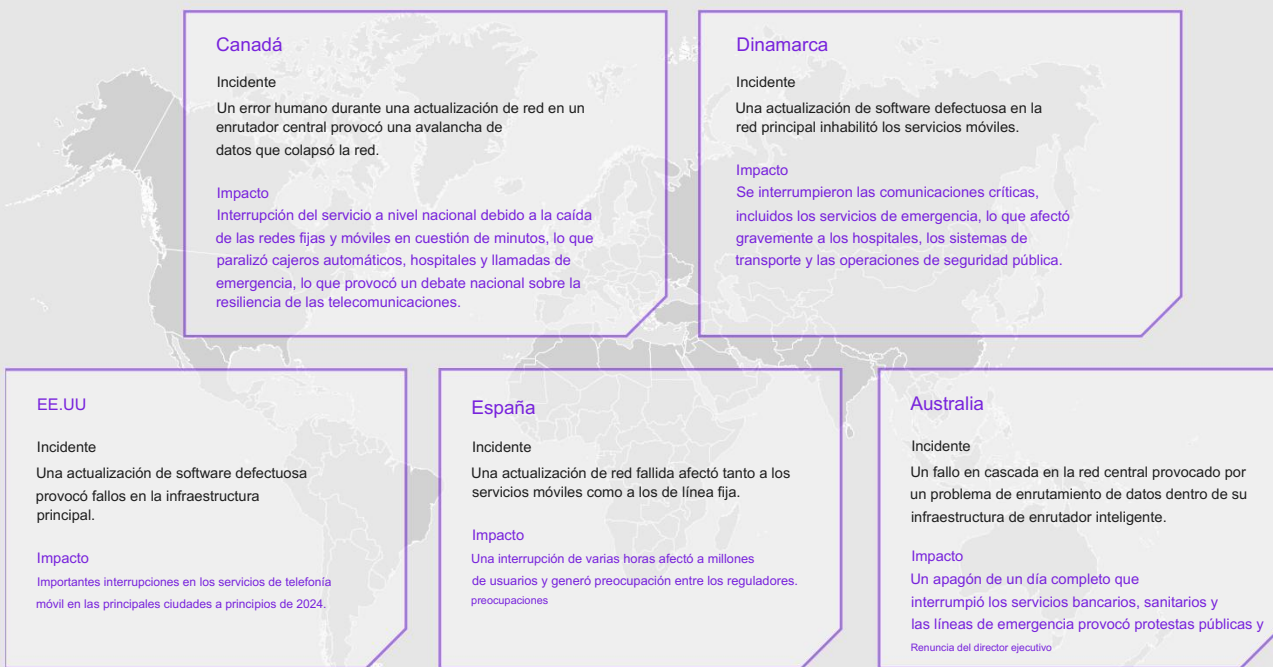 Canadá
Incidente
Un error humano durante una actualización de red en un
enrutador central provocó una avalancha de
datos que colapsó la red.
Impacto
Interrupción del servicio a nivel nacional debido a la caída
de las redes fijas y móviles en cuestión de minutos, lo que
paralizó cajeros automáticos, hospitales y llamadas de
emergencia, lo que provocó un debate nacional sobre la
resiliencia de las telecomunicaciones.
Dinamarca
Incidente
Una actualización de software defectuosa en la
red principal inhabilitó los servicios móviles.
Impacto
Se interrumpieron las comunicaciones críticas,
incluidos los servicios de emergencia, lo que afectó
gravemente a los hospitales, los sistemas de
transporte y las operaciones de seguridad pública.
EE.UU
Incidente
Una actualización de software defectuosa
provocó fallos en la infraestructura
principal.
Impacto
Importantes interrupciones en los servicios de telefonía
móvil en las principales ciudades a principios de 2024.
España
Incidente
Una actualización de red fallida afectó tanto a los
servicios móviles como a los de línea fija.
Impacto
Una interrupción de varias horas afectó a millones
de usuarios y generó preocupación entre los reguladores.
preocupaciones
Australia
Incidente
Un fallo en cascada en la red central provocado por
un problema de enrutamiento de datos dentro de su
infraestructura de enrutador inteligente.
Impacto
Un apagón de un día completo que
interrumpió los servicios bancarios, sanitarios y
las líneas de emergencia provocó protestas públicas y
Renuncia del director ejecutivo